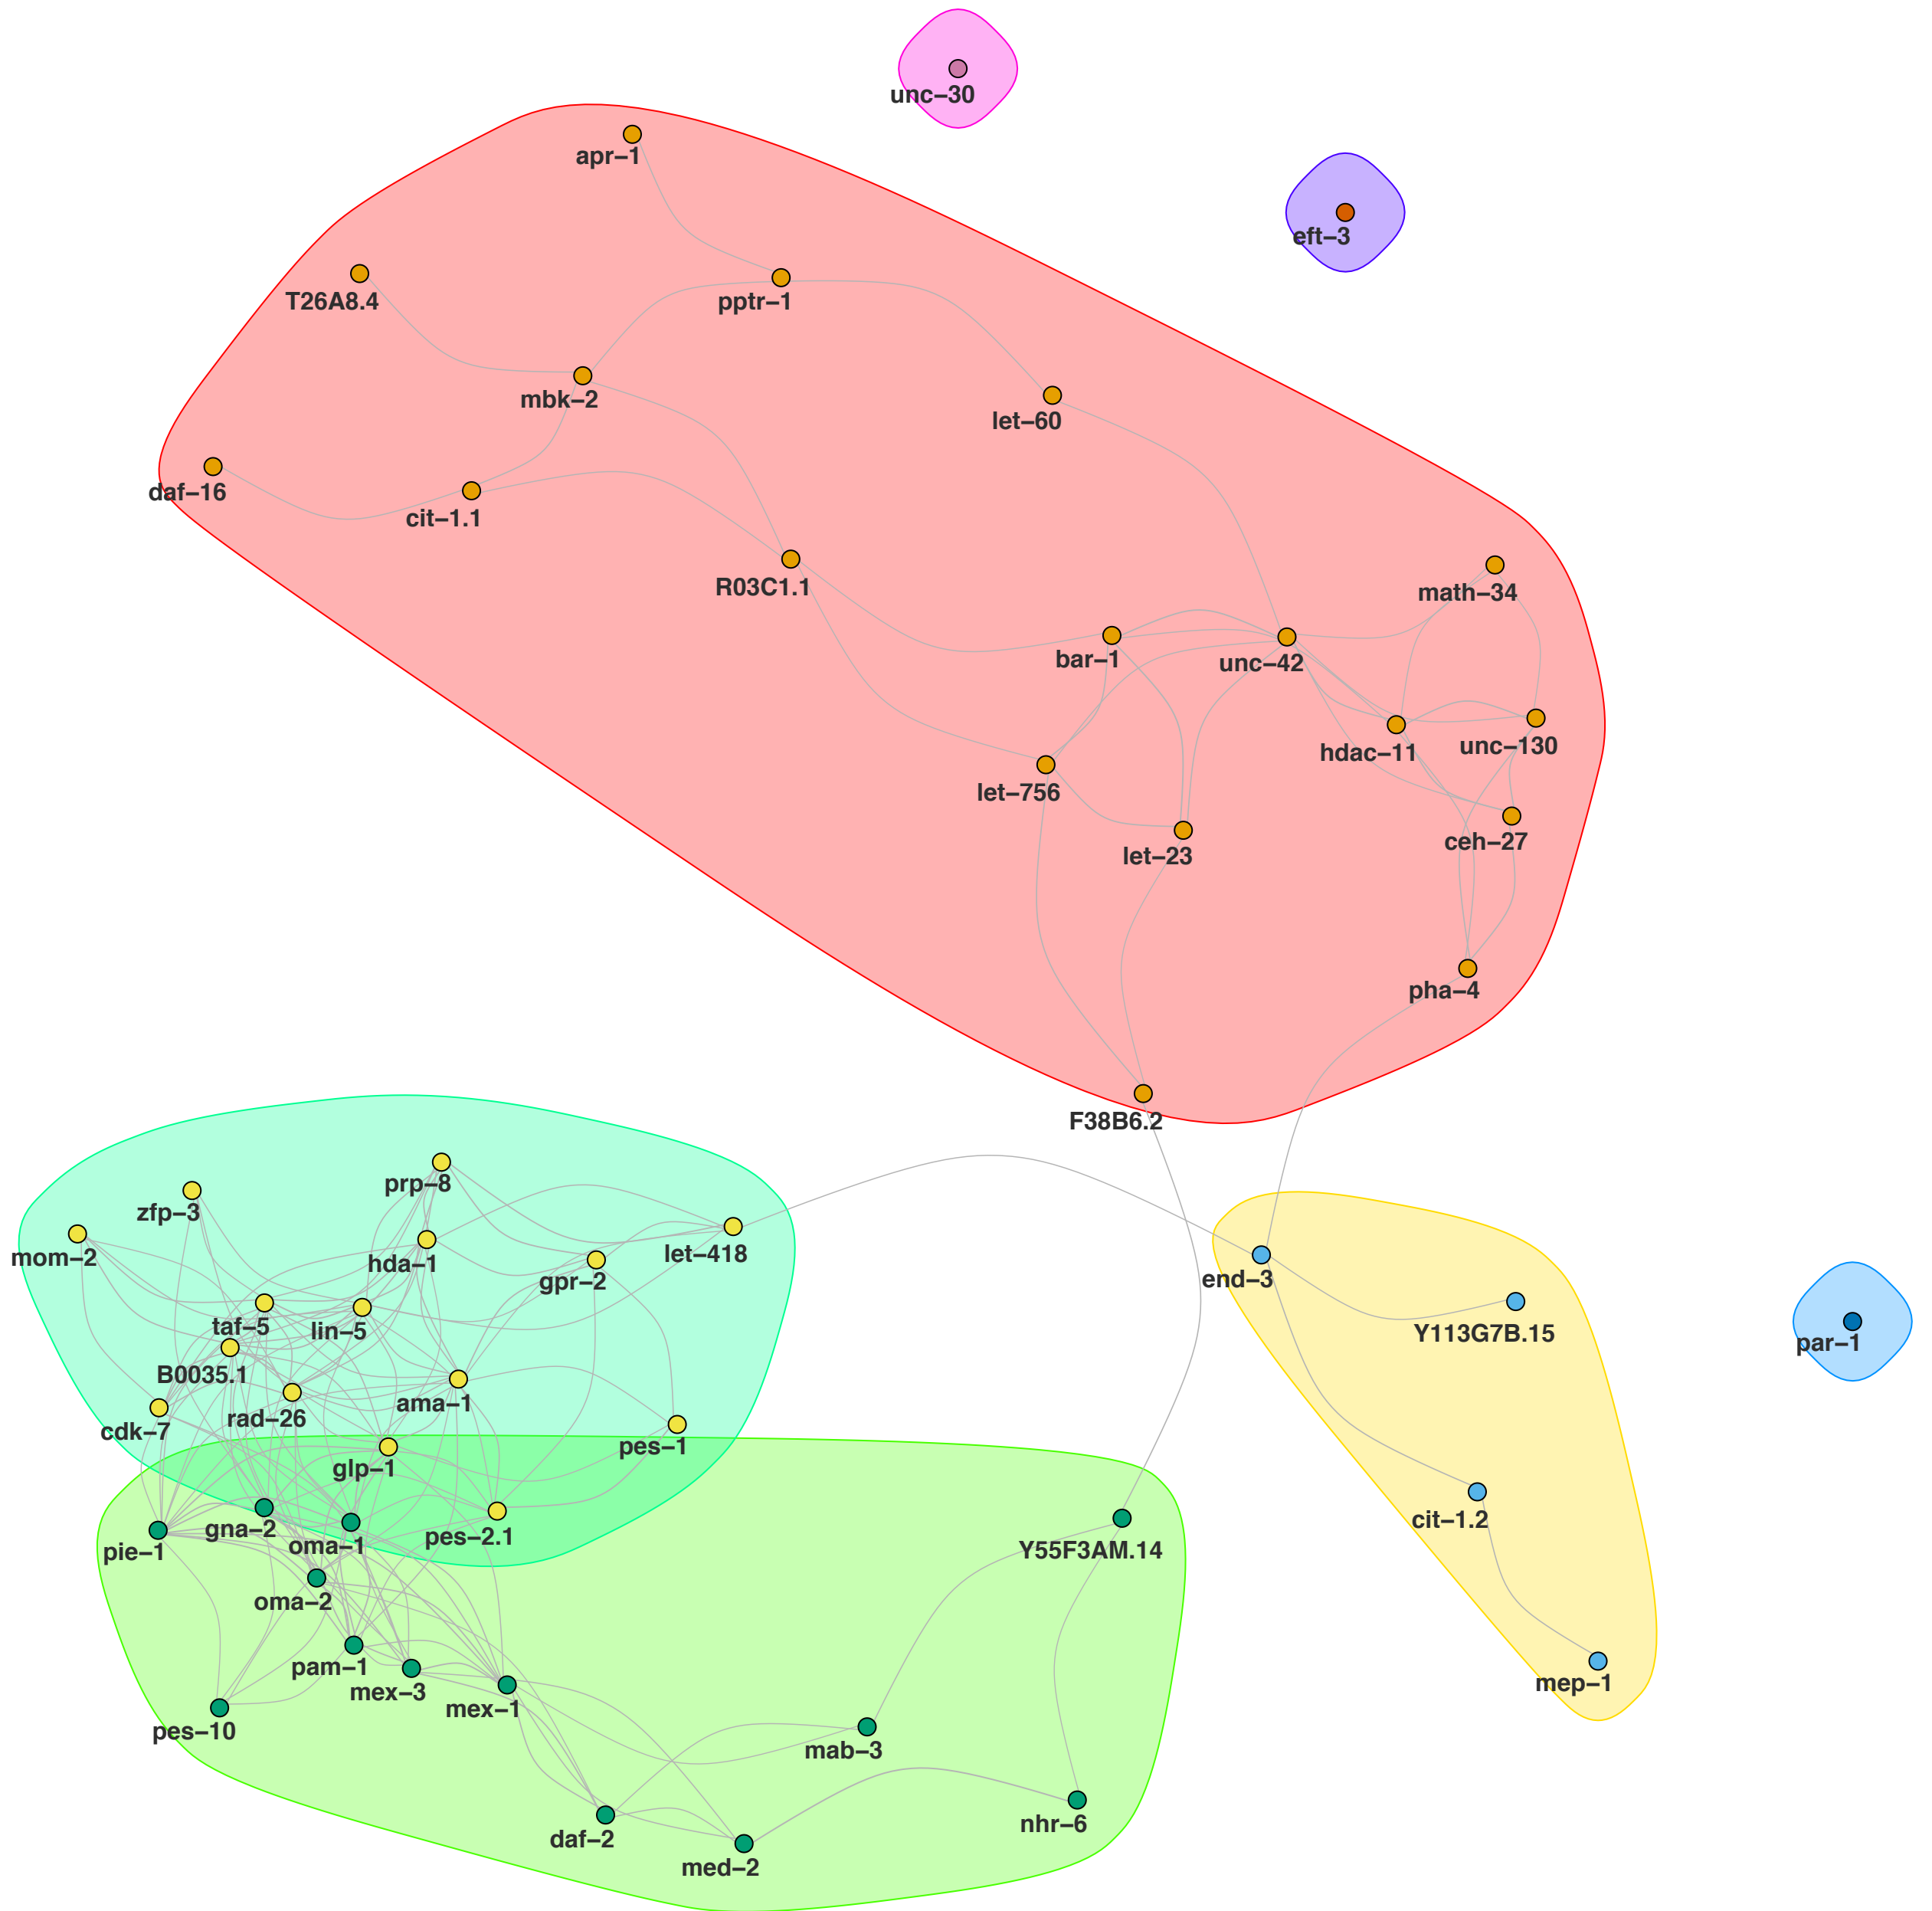 unc−30
apr−1
eft−3
T26A8.4
pptr−1
mbk−2
let−60
daf−16
cit−1.1
R03C1.1
math−34
bar−1
unc−42
hdac−11
unc−130
let−756
ceh−27
let−23
pha−4
F38B6.2
prp−8
zfp−3
mom−2
hda−1
let−418
gpr−2
end−3
taf−5
lin−5
Y113G7B.15
par−1
B0035.1
ama−1
rad−26
cdk−7
pes−1
glp−1
cit−1.2
gna−2
pes−2.1
oma−1
pie−1
Y55F3AM.14
oma−2
pam−1
mep−1
mex−3
mex−1
pes−10
mab−3
nhr−6
daf−2
med−2